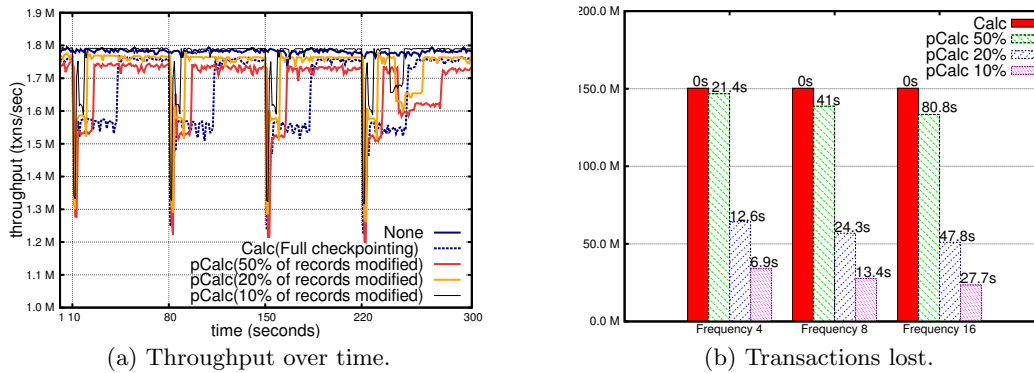 throughput (txns/sec)
1.9 M
1.8 M
1.7 M
1.6 M
1.5 M
1.4 M
1.3 M
1.2 M
1.1 M
1.0 M
1 10 80 150 220 300
time (seconds)
None
Calc(Full checkpointing)
pCalc(50% of records modified)
pCalc(20% of records modified)
pCalc(10% of records modified)
(a) Throughput over time.
200.0 M
150.0 M
100.0 M
50.0 M
0.0 M
Calc
pCalc 50%
pCalc 20%
pCalc 10%
0s 21.4s 12.6s 6.9s
0s 41s 24.3s 13.4s
0s 80.8s 47.8s 27.7s
Frequency 4 Frequency 8 Frequency 16
(b) Transactions lost.